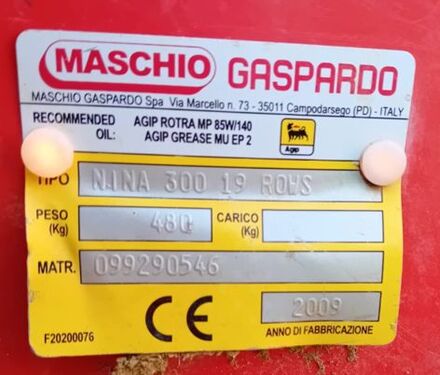 MASCHIO GASPARDO
MASCHIO GASPARDO Spa Via Marcello n. 73 - 35011 Campodarsego (PD) - ITALY
RECOMMENDED OIL: AGIP ROTRA MP 85W/140
AGIP GREASE MU EP 2
Agip
TIPO NINA 300 19 ROWS
PESO (Kg) 480 CARICO (Kg)
MATR. 099290546
CE 2009
F20200076 ANNO DI FABBRICAZIONE